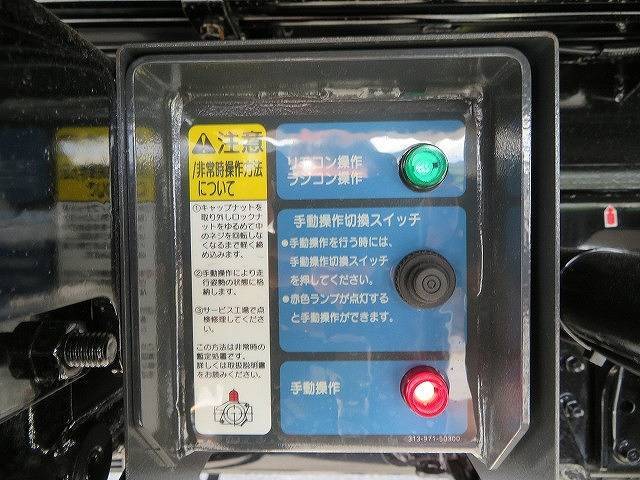 注意
/非常時操作方法
について
①キャップナットを
取り外しロックナ
ットをゆるめて中
のネジを回転しな
くなるまで軽く締
め込みます。
②手動操作により走
行姿勢の状態に格
納します。
③サービス工場で点
検修理してくださ
い。
この方法は非常時の
暫定処置です。
詳しくは取扱説明書
をお読みください。
リモコン操作
ラジコン操作
手動操作切換スイッチ
●手動操作を行う時には、
手動操作切換スイッチ
を押してください。
●赤色ランプが点灯する
と手動操作ができます。
手動操作
313-971-50300